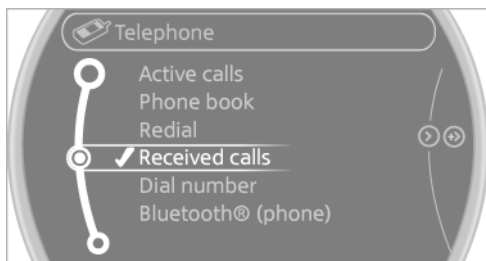 Telephone
Active calls
Phone book
Redial
Received calls
Dial number
Bluetooth® (phone)